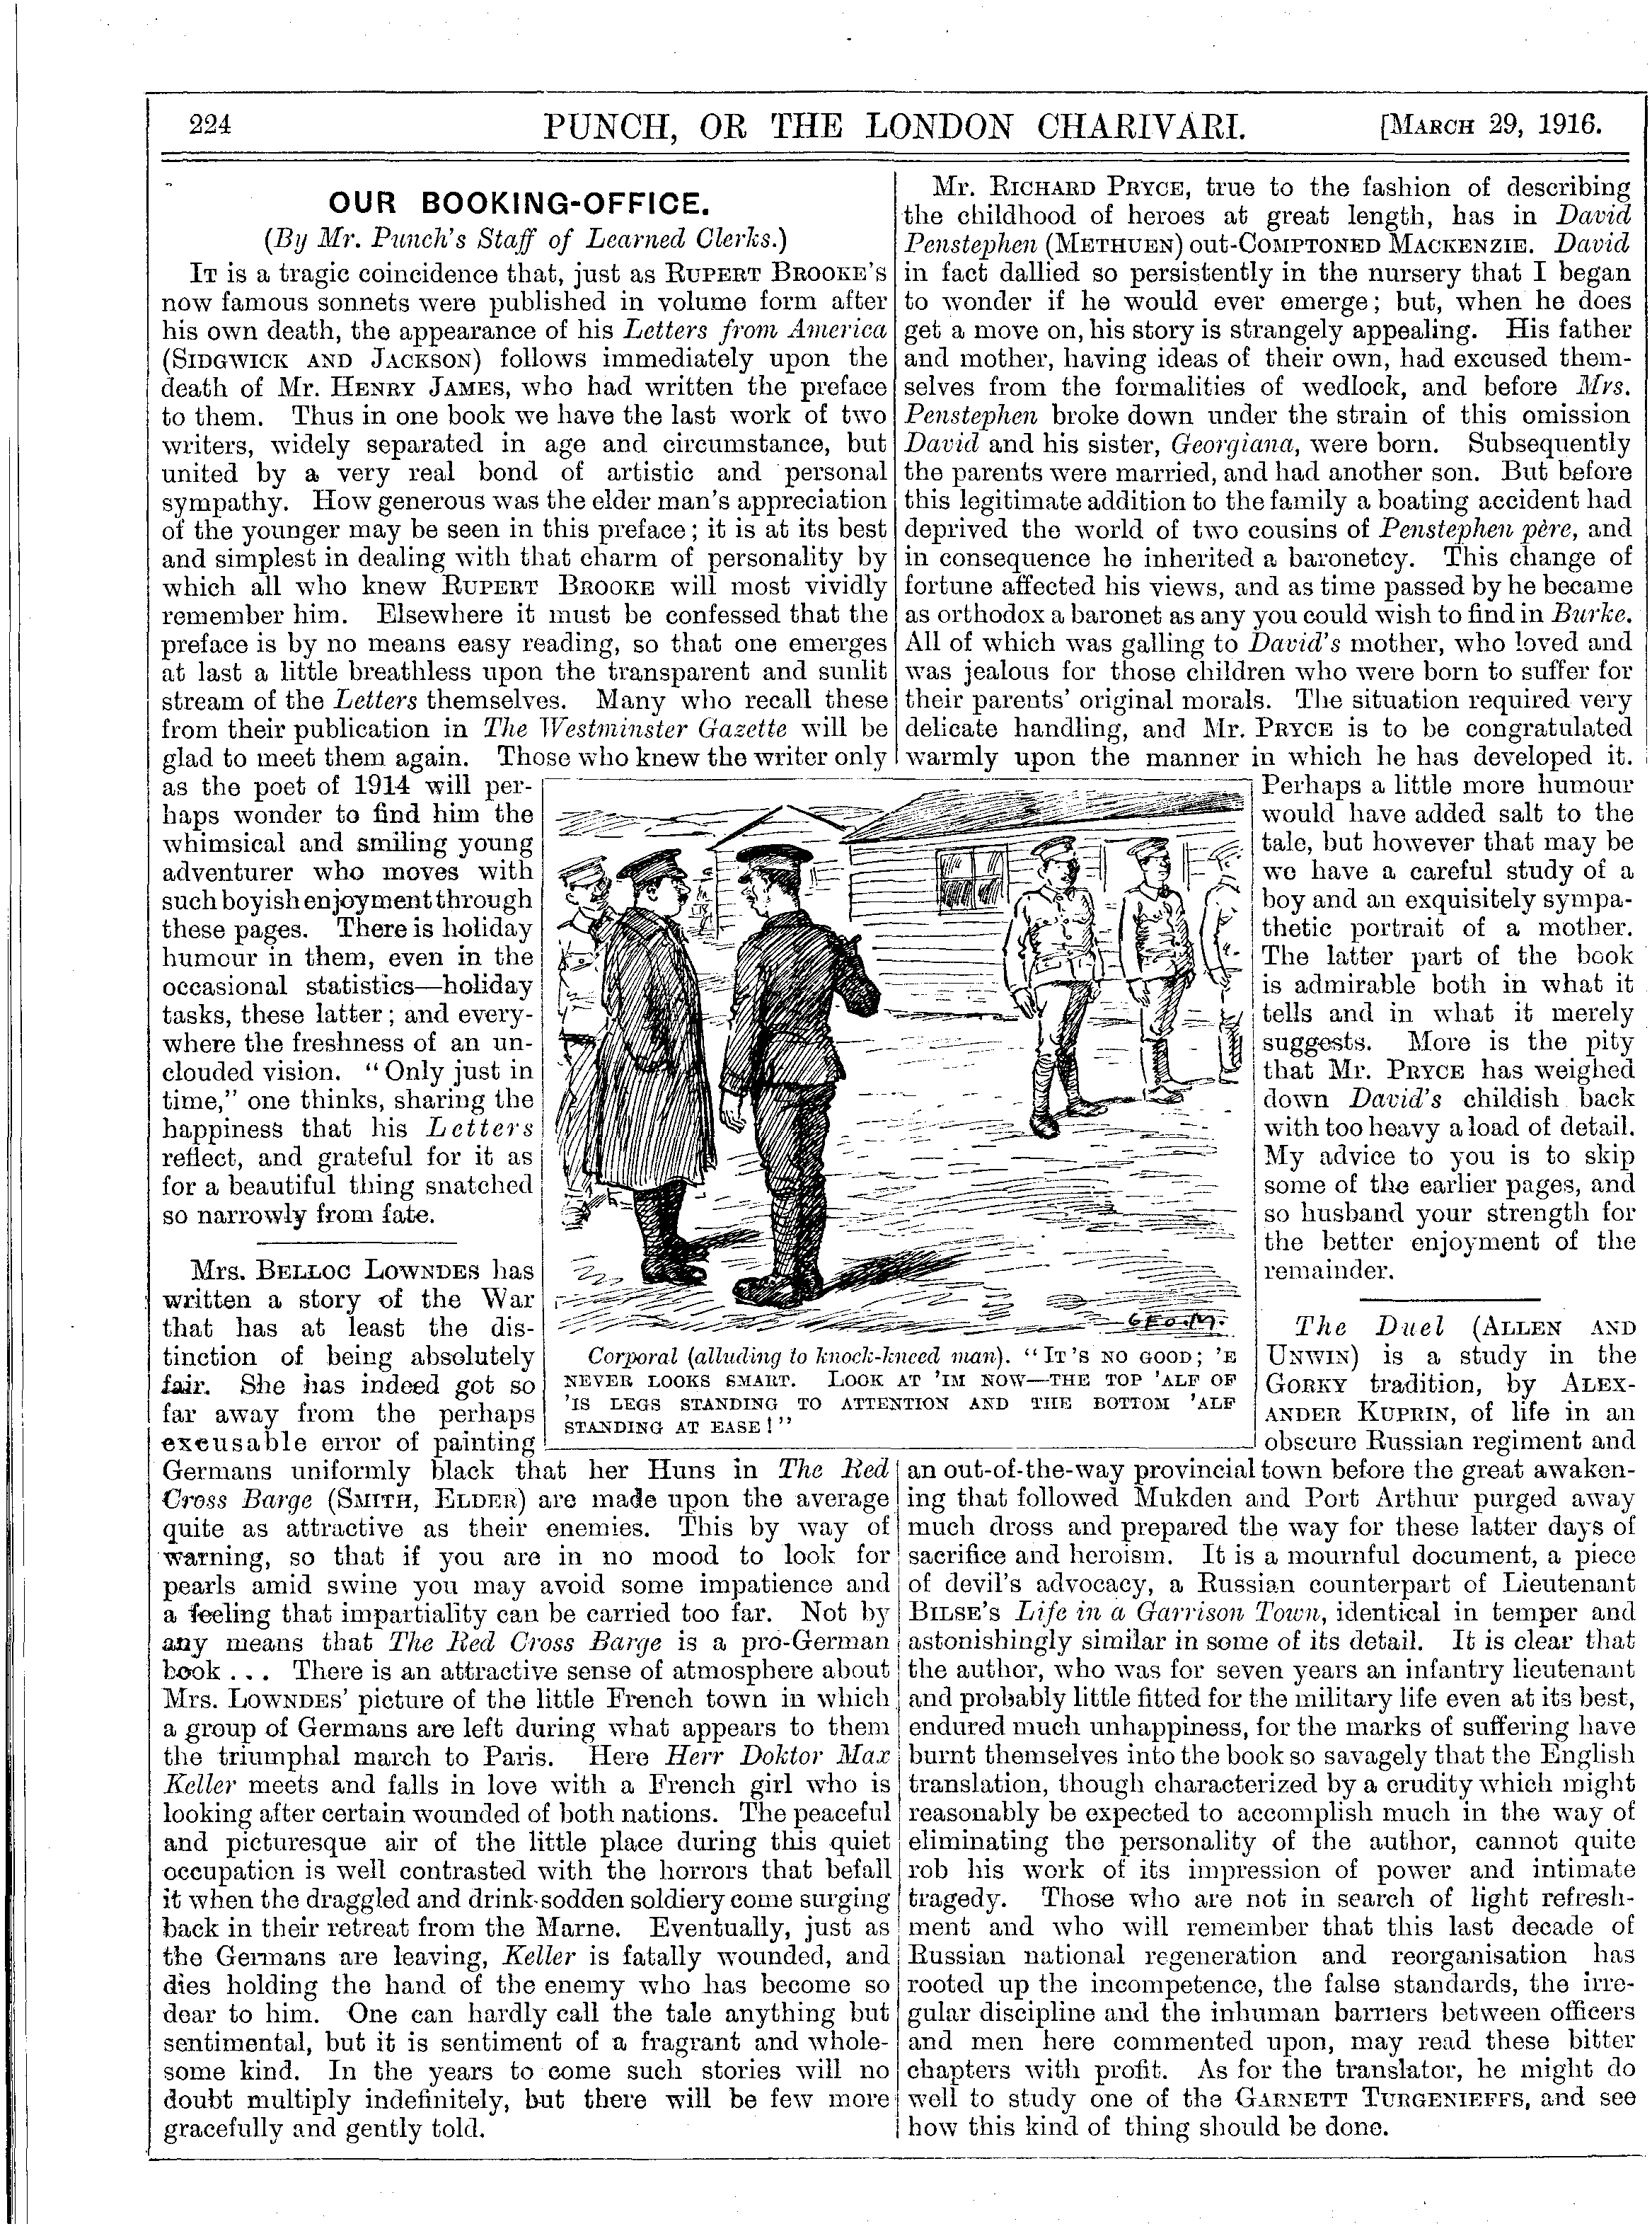 224
PUNCH, OR THE LONDON CHARIVARI.
[MARCH 29, 1916.
OUR BOOKING-OFFICE.
(By Mr. Punch's Staff of Learned Clerks.)
IT is a tragic coincidence that, just as RUPERT BROOKE'S
now famous sonnets were published in volume form after
his own death, the appearance of his Letters from America
(SIDGWICK AND JACKSON) follows immediately upon the
death of Mr. HENRY JAMES, who had written the preface
to them. Thus in one book we have the last work of two
writers, widely separated in age and circumstance, but
united by a very real bond of artistic and personal
sympathy. How generous was the elder man's appreciation
of the younger may be seen in this preface; it is at its best
and simplest in dealing with that charm of personality by
which all who knew RUPERT BROOKE will most vividly
remember him. Elsewhere it must be confessed that the
preface is by no means easy reading, so that one emerges
at last a little breathless upon the transparent and sunlit
stream of the Letters themselves. Many who recall these
from their publication in The Westminster Gazette will be
glad to meet them again. Those who knew the writer only
as the poet of 1914 will per-
haps wonder to find him the
whimsical and smiling young
adventurer who moves with
such boyish enjoyment through
these pages. There is holiday
humour in them, even in the
occasional statistics—holiday
tasks, these latter; and every-
where the freshness of an un-
clouded vision. "Only just in
time," one thinks, sharing the
happiness that his Letters
reflect, and grateful for it as
for a beautiful thing snatched
so narrowly from fate.
Mrs. BELLOC LOWNDES has
written a story of the War
that has at least the dis-
tinction of being absolutely
fair. She has indeed got so
far away from the perhaps
excusable error of painting
Germans uniformly black that her Huns in The Red
Cross Barge (SMITH, ELDER) are made upon the average
quite as attractive as their enemies. This by way of
warning, so that if you are in no mood to look for
pearls amid swine you may avoid some impatience and
a feeling that impartiality can be carried too far. Not by
any means that The Red Cross Barge is a pro-German
book . . . There is an attractive sense of atmosphere about
Mrs. LOWNDES' picture of the little French town in which
a group of Germans are left during what appears to them
the triumphal march to Paris. Here Herr Doktor Max
Keller meets and falls in love with a French girl who is
looking after certain wounded of both nations. The peaceful
and picturesque air of the little place during this quiet
occupation is well contrasted with the horrors that befall
it when the draggled and drink-sodden soldiery come surging
back in their retreat from the Marne. Eventually, just as
the Germans are leaving, Keller is fatally wounded, and
dies holding the hand of the enemy who has become so
dear to him. One can hardly call the tale anything but
sentimental, but it is sentiment of a fragrant and whole-
some kind. In the years to come such stories will no
doubt multiply indefinitely, but there will be few more
gracefully and gently told.
GEO. M.
Corporal (alluding to knock-kneed man). "IT'S NO GOOD; 'E
NEVER LOOKS SMART. LOOK AT 'IM NOW—THE TOP 'ALF OF
'IS LEGS STANDING TO ATTENTION AND THE BOTTOM 'ALF
STANDING AT EASE!"
Mr. RICHARD PRYCE, true to the fashion of describing
the childhood of heroes at great length, has in David
Penstephen (METHUEN) out-COMPTONED MACKENZIE. David
in fact dallied so persistently in the nursery that I began
to wonder if he would ever emerge; but, when he does
get a move on, his story is strangely appealing. His father
and mother, having ideas of their own, had excused them-
selves from the formalities of wedlock, and before Mrs.
Penstephen broke down under the strain of this omission
David and his sister, Georgiana, were born. Subsequently
the parents were married, and had another son. But before
this legitimate addition to the family a boating accident had
deprived the world of two cousins of Penstephen père, and
in consequence he inherited a baronetcy. This change of
fortune affected his views, and as time passed by he became
as orthodox a baronet as any you could wish to find in Burke.
All of which was galling to David's mother, who loved and
was jealous for those children who were born to suffer for
their parents' original morals. The situation required very
delicate handling, and Mr. PRYCE is to be congratulated
warmly upon the manner in which he has developed it.
Perhaps a little more humour
would have added salt to the
tale, but however that may be
we have a careful study of a
boy and an exquisitely sympa-
thetic portrait of a mother.
The latter part of the book
is admirable both in what it
tells and in what it merely
suggests. More is the pity
that Mr. PRYCE has weighed
down David's childish back
with too heavy a load of detail.
My advice to you is to skip
some of the earlier pages, and
so husband your strength for
the better enjoyment of the
remainder.
The Duel (ALLEN AND
UNWIN) is a study in the
GORKY tradition, by ALEX-
ANDER KUPRIN, of life in an
obscure Russian regiment and
an out-of-the-way provincial town before the great awaken-
ing that followed Mukden and Port Arthur purged away
much dross and prepared the way for these latter days of
sacrifice and heroism. It is a mournful document, a piece
of devil's advocacy, a Russian counterpart of Lieutenant
BILSE'S Life in a Garrison Town, identical in temper and
astonishingly similar in some of its detail. It is clear that
the author, who was for seven years an infantry lieutenant
and probably little fitted for the military life even at its best,
endured much unhappiness, for the marks of suffering have
burnt themselves into the book so savagely that the English
translation, though characterized by a crudity which might
reasonably be expected to accomplish much in the way of
eliminating the personality of the author, cannot quite
rob his work of its impression of power and intimate
tragedy. Those who are not in search of light refresh-
ment and who will remember that this last decade of
Russian national regeneration and reorganisation has
rooted up the incompetence, the false standards, the irre-
gular discipline and the inhuman barriers between officers
and men here commented upon, may read these bitter
chapters with profit. As for the translator, he might do
well to study one of the GARNETT TURGENIEFFS, and see
how this kind of thing should be done.